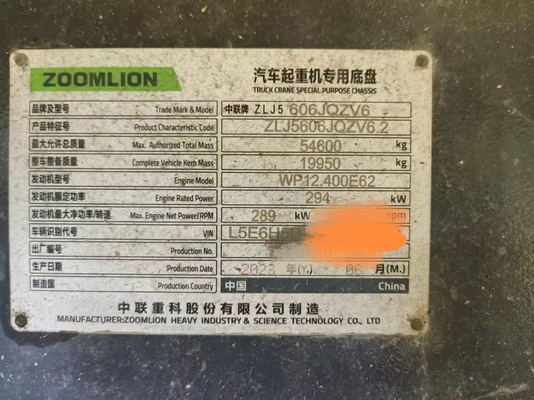 ZOOMLION
汽车起重机专用底盘
TRUCK CRANE SPECIAL PURPOSE CHASSIS
品牌及型号 Trade Mark & Model 中联牌 ZLJ5 606JQZV6
产品特征号 Product Characteristic Code ZLJ5606JQZV6.2
最大允许总质量 Max. Authorized Total Mass 54600 kg
整车整备质量 Complete Vehicle Kerb Mass 19950 kg
发动机型号 Engine Model WP12.400E62
发动机额定功率 Engine Rated Power 294 kW
发动机最大净功率/转速 Max. Engine Net Power/RPM 289 kW rpm
车辆识别代号 VIN L5E6H
出厂编号 Production No.
生产日期 Production Date 2023 年(Y.) 06 月(M.)
制造国 Production Country 中国 China
中联重科股份有限公司制造
MANUFACTURER:ZOOMLION HEAVY INDUSTRY & SCIENCE TECHNOLOGY CO., LTD